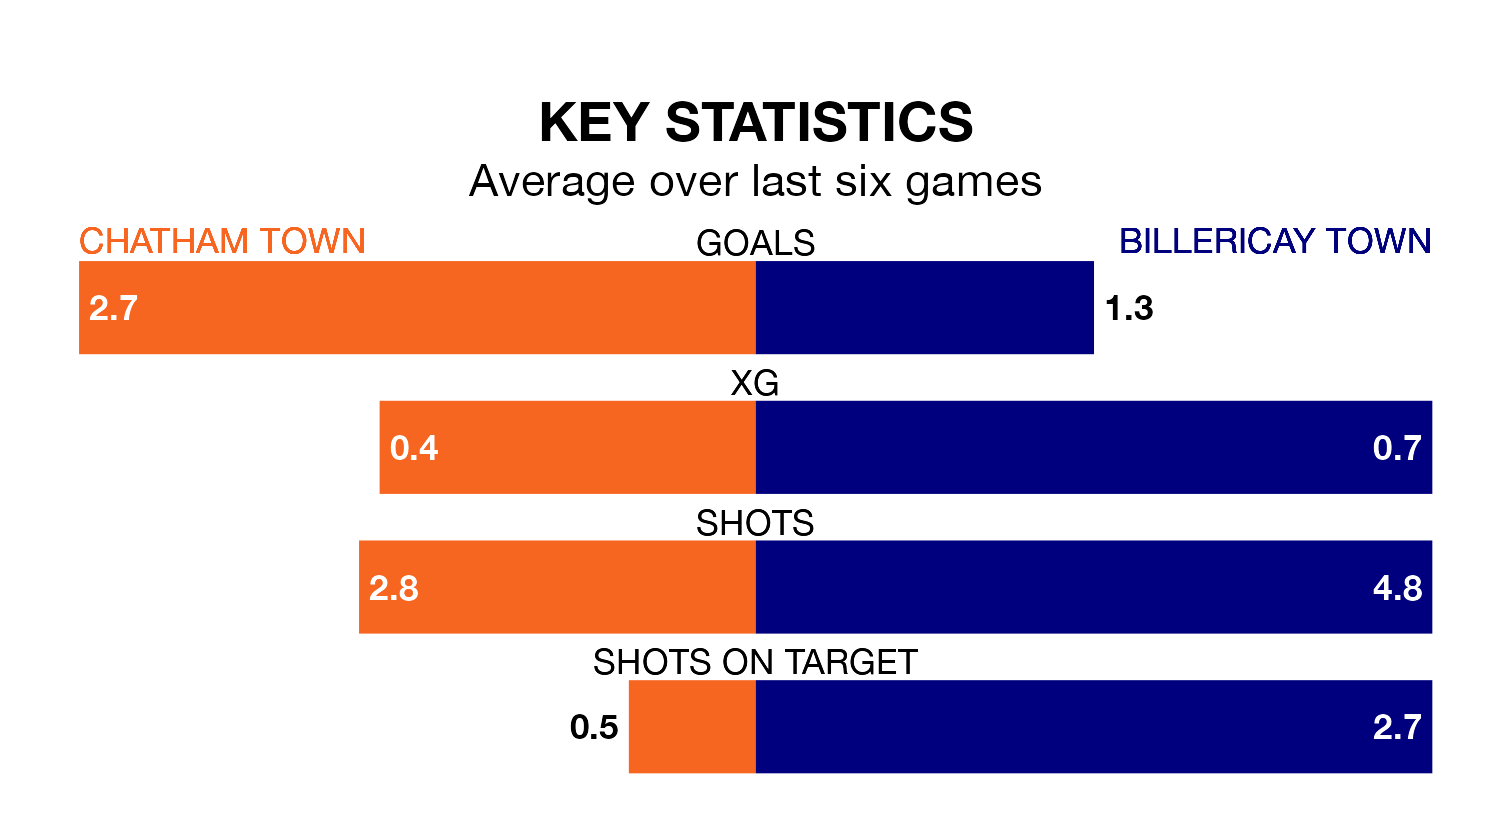 KEY STATISTICS
Average over last six games
CHATHAM TOWN
GOALS
BILLERICAY TOWN
2.7
1.3
XG
0.4
0.7
SHOTS
2.8
4.8
SHOTS ON TARGET
0.5
2.7